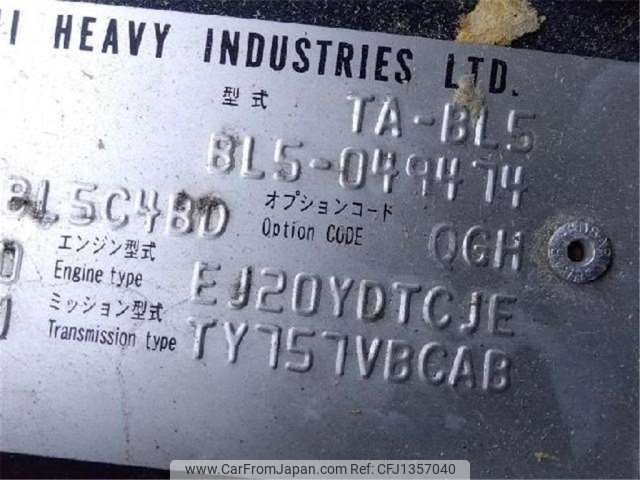 I HEAVY INDUSTRIES LTD.
型式 TA-BL5
BL5-049474
BL5C4BD オプションコード Option CODE QGH
エンジン型式 Engine type EJ20YDTCJE
ミッション型式 Transmission type TY757VBCAB
www.CarFromJapan.com - CFJ1357040